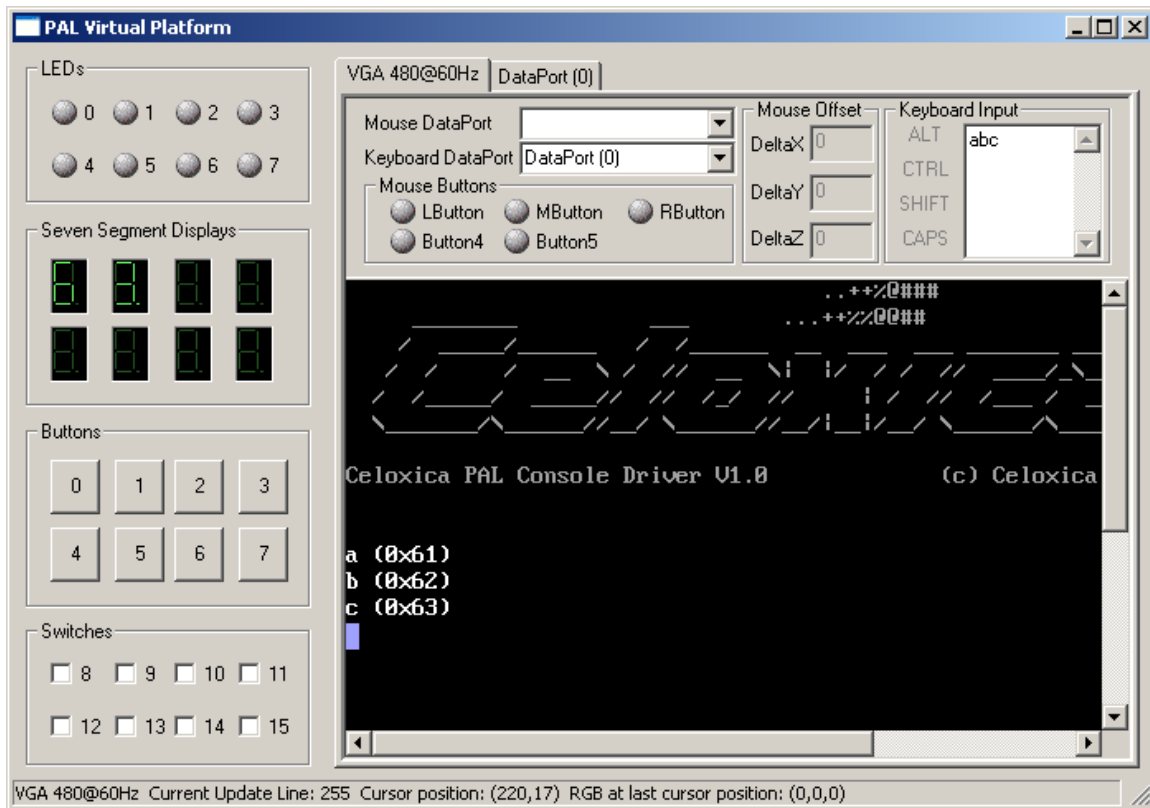 PAL Virtual Platform
LEDs
0 1 2 3
4 5 6 7
Seven Segment Displays
6 3
Buttons
0 1 2 3
4 5 6 7
Switches
8 9 10 11
12 13 14 15
VGA 480@60Hz DataPort (0)
Mouse DataPort
Keyboard DataPort DataPort (0)
Mouse Buttons
LButton MButton RButton
Button4 Button5
Mouse Offset
DeltaX 0
DeltaY 0
DeltaZ 0
Keyboard Input
ALT
CTRL
SHIFT
CAPS
abc
..++%@###
...++%%@@##
Celoxica PAL Console Driver V1.0 (c) Celoxica
a (0x61)
b (0x62)
c (0x63)
VGA 480@60Hz Current Update Line: 255 Cursor position: (220,17) RGB at last cursor position: (0,0,0)